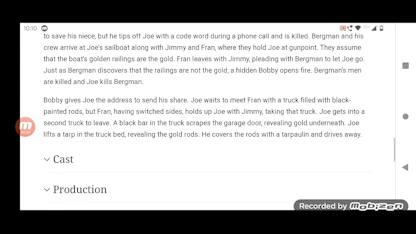 10:10
to save his niece, but he tips off Joe with a code word during a phone call and is killed. Bergman and his
crew arrive at Joe's sailboat along with Jimmy and Fran, where they hold Joe at gunpoint. They assume
that the boat's golden railings are the gold. Fran leaves with Jimmy, pleading with Bergman to let Joe go.
Just as Bergman discovers that the railings are not the gold, a hidden Bobby opens fire. Bergman's men
are killed and Joe kills Bergman.
Bobby gives Joe the address to send his share. Joe waits to meet Fran with a truck filled with black-
painted rods, but Fran, having switched sides, holds up Joe with Jimmy, taking that truck. Joe gets into a
second truck to leave. A black bar in the truck scrapes the garage door, revealing gold underneath. Joe
lifts a tarp in the truck bed, revealing the gold rods. He covers the rods with a tarpaulin and drives away.
Cast
Production
Recorded by Mobizen